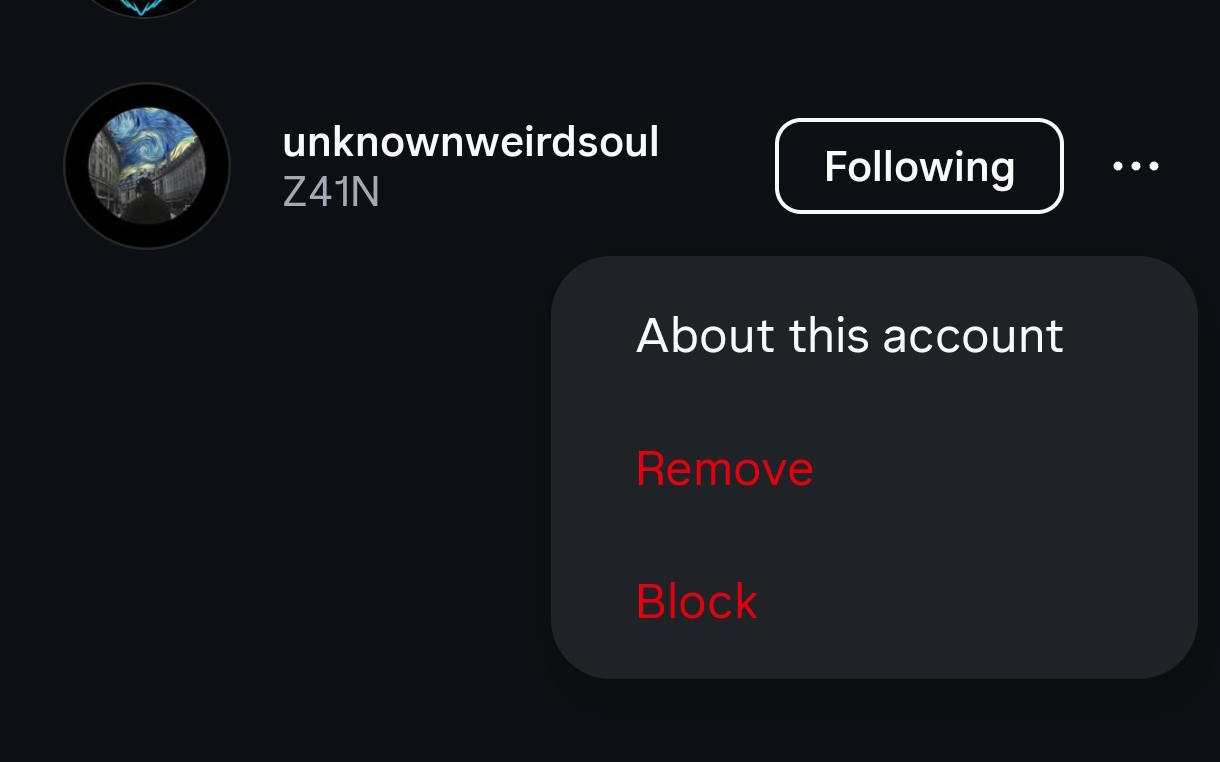 unknownweirdsoul
Z41N
Following
About this account
Remove
Block